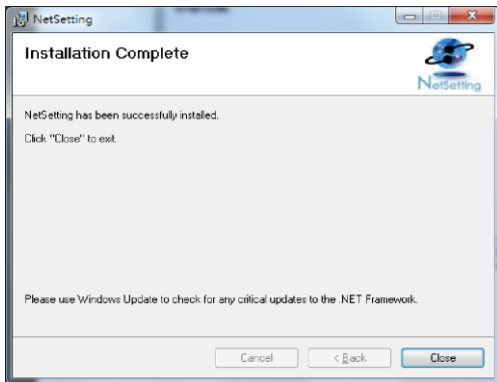 NetSetting
Installation Complete
NetSetting
NetSetting has been successfully installed.
Click "Close" to exit.
Please use Windows Update to check for any critical updates to the .NET Framework.
Cancel
< Back
Close